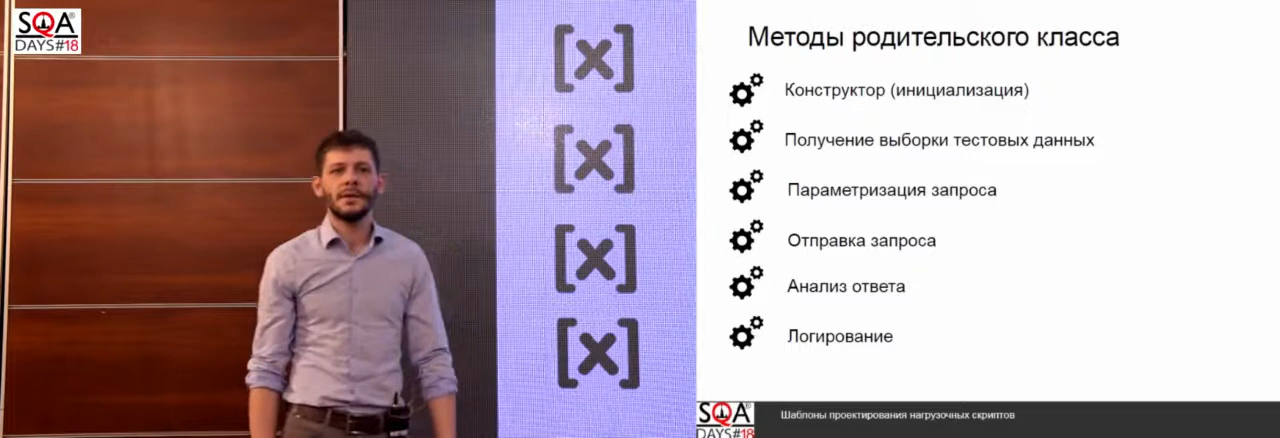 SQA
DAYS#18
[x]
[x]
[x]
[x]
Методы родительского класса
Конструктор (инициализация)
Получение выборки тестовых данных
Параметризация запроса
Отправка запроса
Анализ ответа
Логирование
SQA
DAYS#18
Шаблоны проектирования нагрузочных скриптов